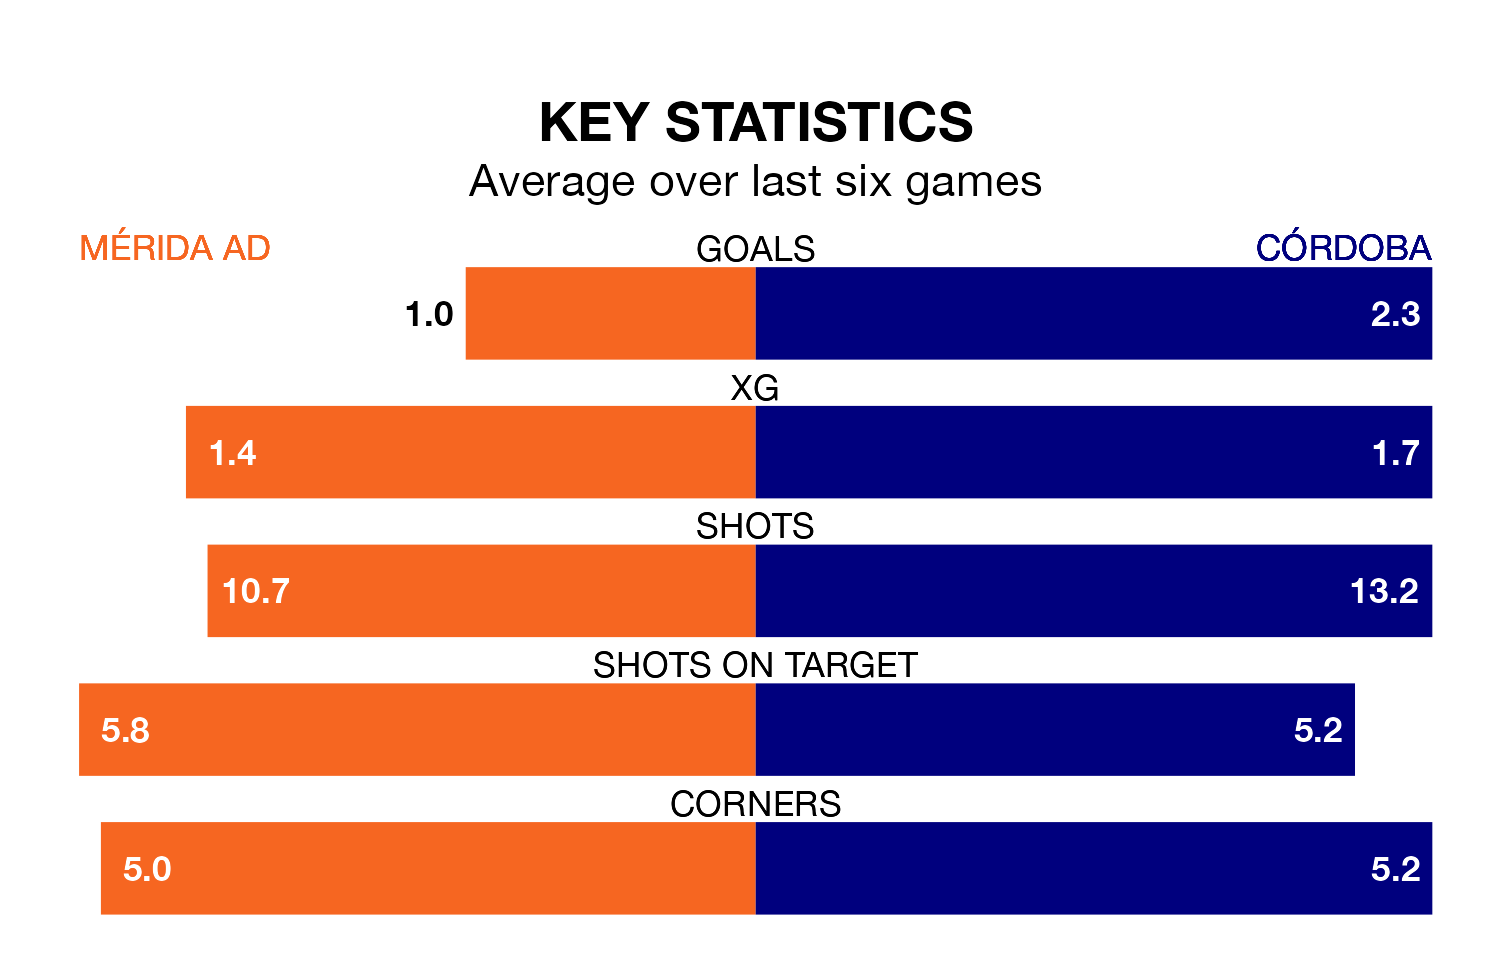 KEY STATISTICS
Average over last six games
MÉRIDA AD GOALS CÓRDOBA
1.0 2.3
XG
1.4 1.7
SHOTS
10.7 13.2
SHOTS ON TARGET
5.8 5.2
CORNERS
5.0 5.2